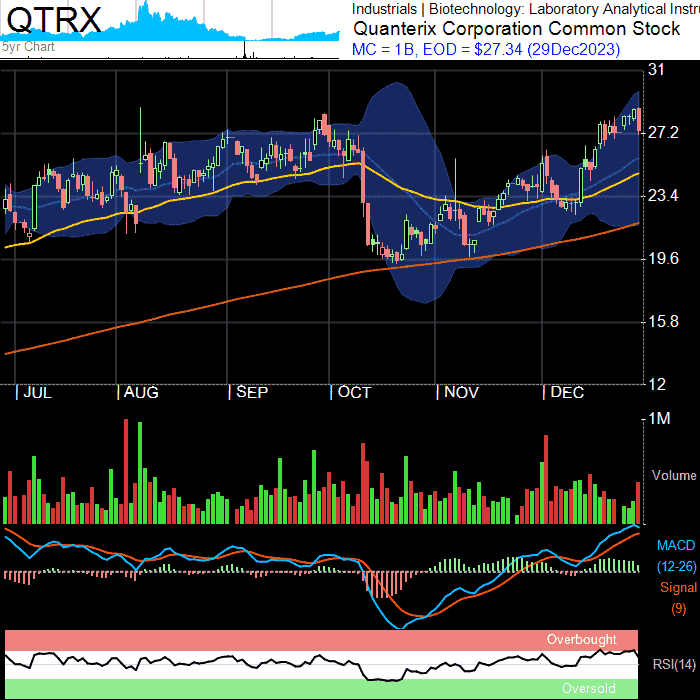 QTRX
5yr Chart
Industrials | Biotechnology: Laboratory Analytical Instru
Quanterix Corporation Common Stock
MC = 1B, EOD = $27.34 (29Dec2023)
31
27.2
23.4
19.6
15.8
12
JUL
AUG
SEP
OCT
NOV
DEC
1M
Volume
MACD
(12-26)
Signal
(9)
Overbought
RSI(14)
Oversold